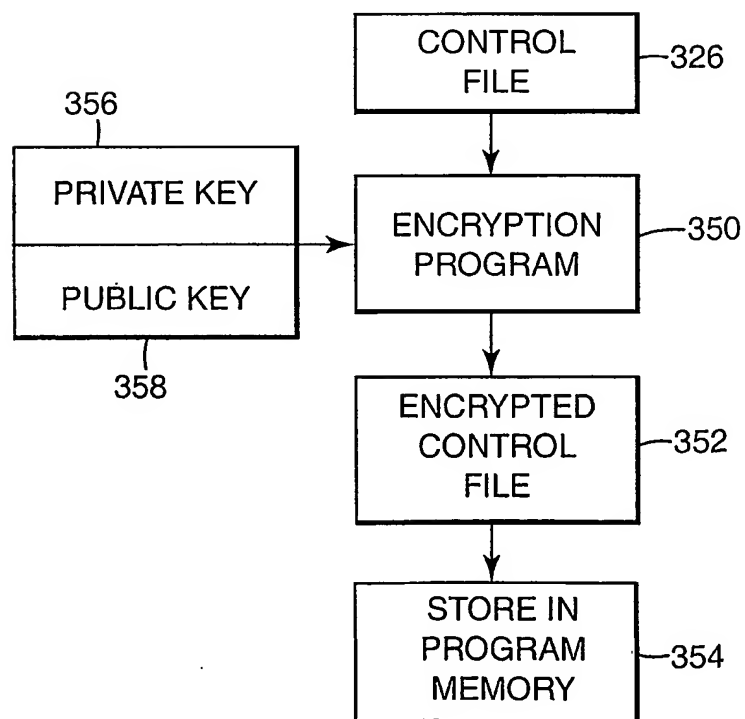 CONTROL
FILE
326
356
PRIVATE KEY
PUBLIC KEY
358
ENCRYPTION
PROGRAM
350
ENCRYPTED
CONTROL
FILE
352
STORE IN
PROGRAM
MEMORY
354